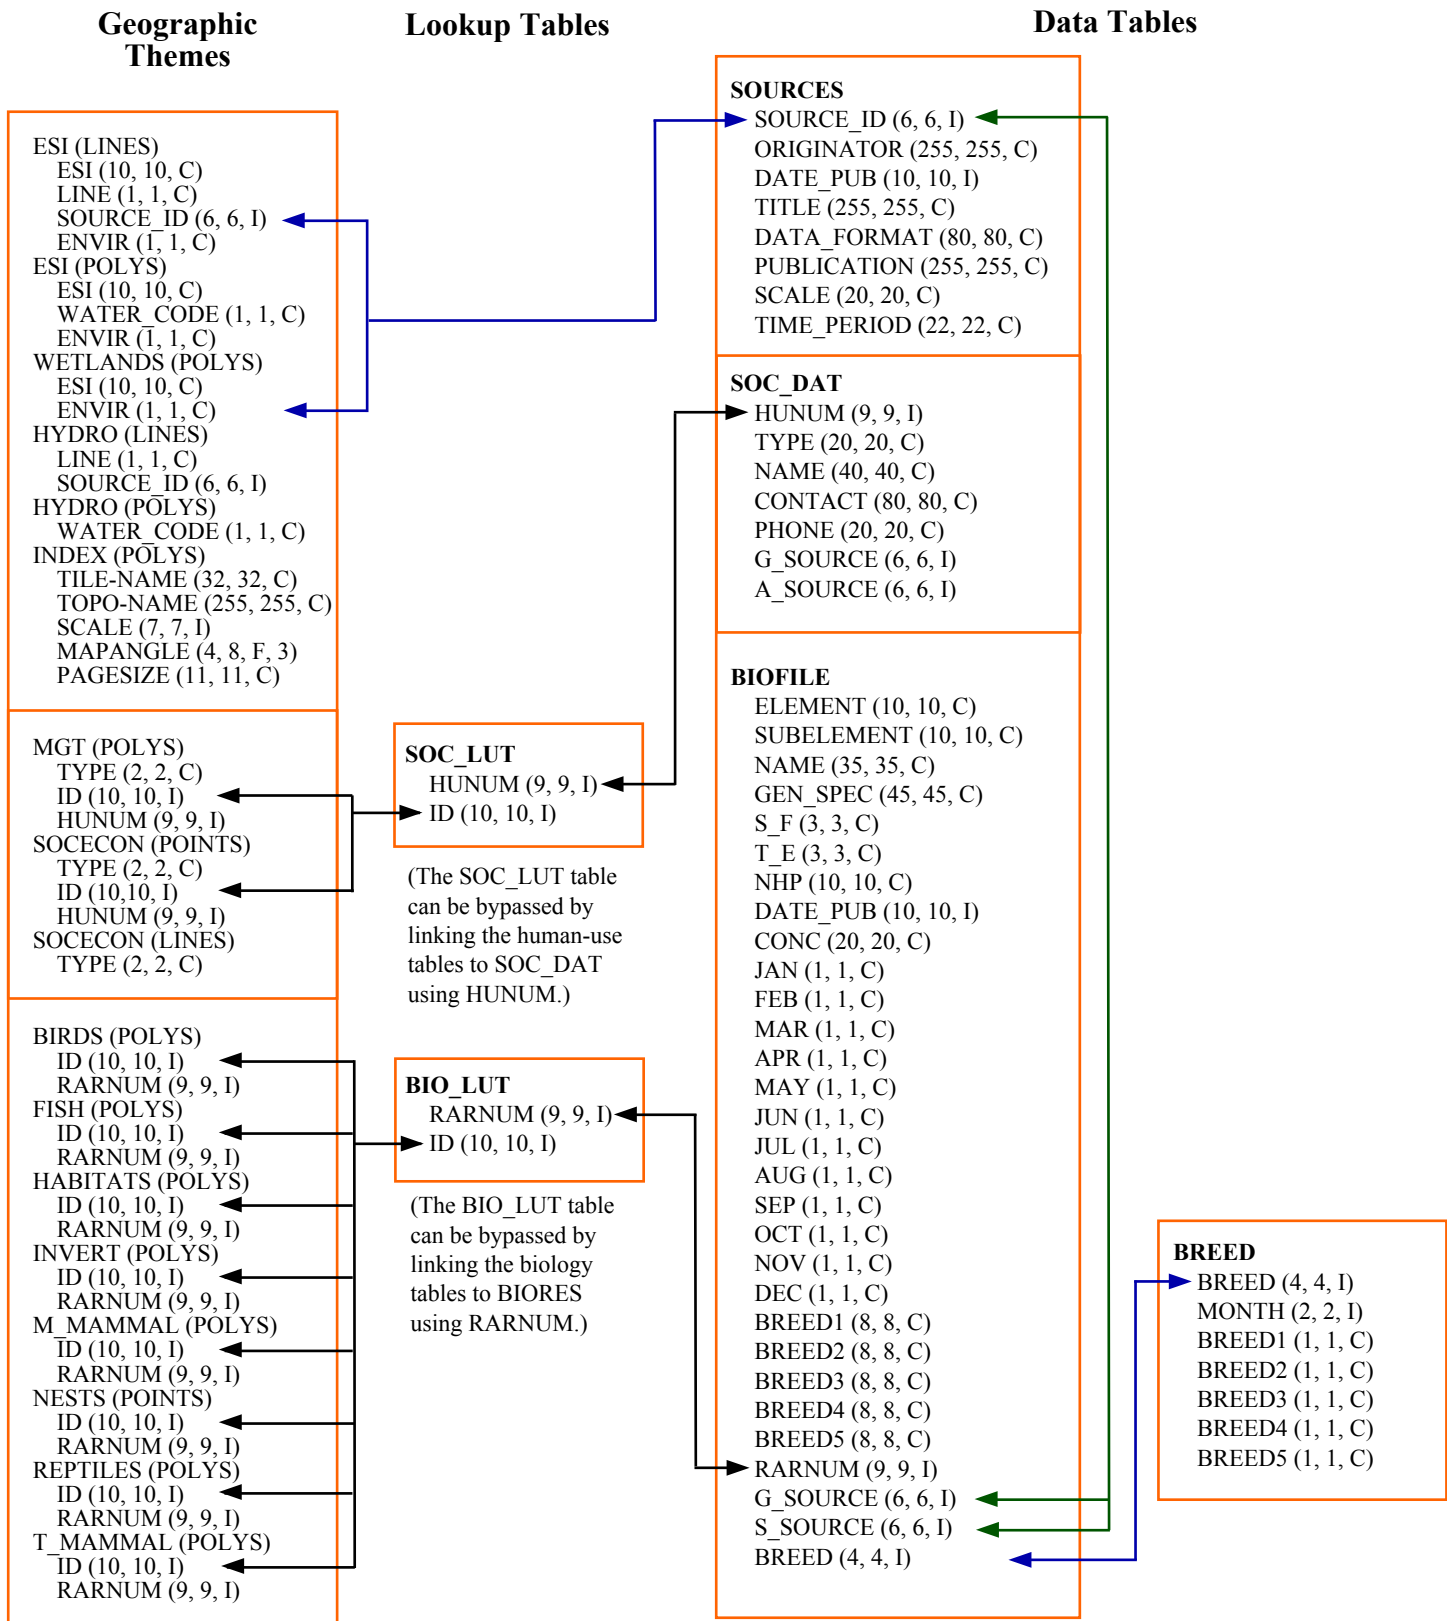 Geographic
Themes
Lookup Tables
Data Tables
ESI (LINES)
ESI (10, 10, C)
LINE (1, 1, C)
SOURCE_ID (6, 6, I)
ENVIR (1, 1, C)
ESI (POLYS)
ESI (10, 10, C)
WATER_CODE (1, 1, C)
ENVIR (1, 1, C)
WETLANDS (POLYS)
ESI (10, 10, C)
ENVIR (1, 1, C)
HYDRO (LINES)
LINE (1, 1, C)
SOURCE_ID (6, 6, I)
HYDRO (POLYS)
WATER_CODE (1, 1, C)
INDEX (POLYS)
TILE-NAME (32, 32, C)
TOPO-NAME (255, 255, C)
SCALE (7, 7, I)
MAPANGLE (4, 8, F, 3)
PAGESIZE (11, 11, C)
MGT (POLYS)
TYPE (2, 2, C)
ID (10, 10, I)
HUNUM (9, 9, I)
SOCECON (POINTS)
TYPE (2, 2, C)
ID (10,10, I)
HUNUM (9, 9, I)
SOCECON (LINES)
TYPE (2, 2, C)
BIRDS (POLYS)
ID (10, 10, I)
RARNUM (9, 9, I)
FISH (POLYS)
ID (10, 10, I)
RARNUM (9, 9, I)
HABITATS (POLYS)
ID (10, 10, I)
RARNUM (9, 9, I)
INVERT (POLYS)
ID (10, 10, I)
RARNUM (9, 9, I)
M_MAMMAL (POLYS)
ID (10, 10, I)
RARNUM (9, 9, I)
NESTS (POINTS)
ID (10, 10, I)
RARNUM (9, 9, I)
REPTILES (POLYS)
ID (10, 10, I)
RARNUM (9, 9, I)
T_MAMMAL (POLYS)
ID (10, 10, I)
RARNUM (9, 9, I)
SOC_LUT
HUNUM (9, 9, I)
ID (10, 10, I)
(The SOC_LUT table
can be bypassed by
linking the human-use
tables to SOC_DAT
using HUNUM.)
BIO_LUT
RARNUM (9, 9, I)
ID (10, 10, I)
(The BIO_LUT table
can be bypassed by
linking the biology
tables to BIORES
using RARNUM.)
SOURCES
SOURCE_ID (6, 6, I)
ORIGINATOR (255, 255, C)
DATE_PUB (10, 10, I)
TITLE (255, 255, C)
DATA_FORMAT (80, 80, C)
PUBLICATION (255, 255, C)
SCALE (20, 20, C)
TIME_PERIOD (22, 22, C)
SOC_DAT
HUNUM (9, 9, I)
TYPE (20, 20, C)
NAME (40, 40, C)
CONTACT (80, 80, C)
PHONE (20, 20, C)
G_SOURCE (6, 6, I)
A_SOURCE (6, 6, I)
BIOFILE
ELEMENT (10, 10, C)
SUBELEMENT (10, 10, C)
NAME (35, 35, C)
GEN_SPEC (45, 45, C)
S_F (3, 3, C)
T_E (3, 3, C)
NHP (10, 10, C)
DATE_PUB (10, 10, I)
CONC (20, 20, C)
JAN (1, 1, C)
FEB (1, 1, C)
MAR (1, 1, C)
APR (1, 1, C)
MAY (1, 1, C)
JUN (1, 1, C)
JUL (1, 1, C)
AUG (1, 1, C)
SEP (1, 1, C)
OCT (1, 1, C)
NOV (1, 1, C)
DEC (1, 1, C)
BREED1 (8, 8, C)
BREED2 (8, 8, C)
BREED3 (8, 8, C)
BREED4 (8, 8, C)
BREED5 (8, 8, C)
RARNUM (9, 9, I)
G_SOURCE (6, 6, I)
S_SOURCE (6, 6, I)
BREED (4, 4, I)
BREED
BREED (4, 4, I)
MONTH (2, 2, I)
BREED1 (1, 1, C)
BREED2 (1, 1, C)
BREED3 (1, 1, C)
BREED4 (1, 1, C)
BREED5 (1, 1, C)